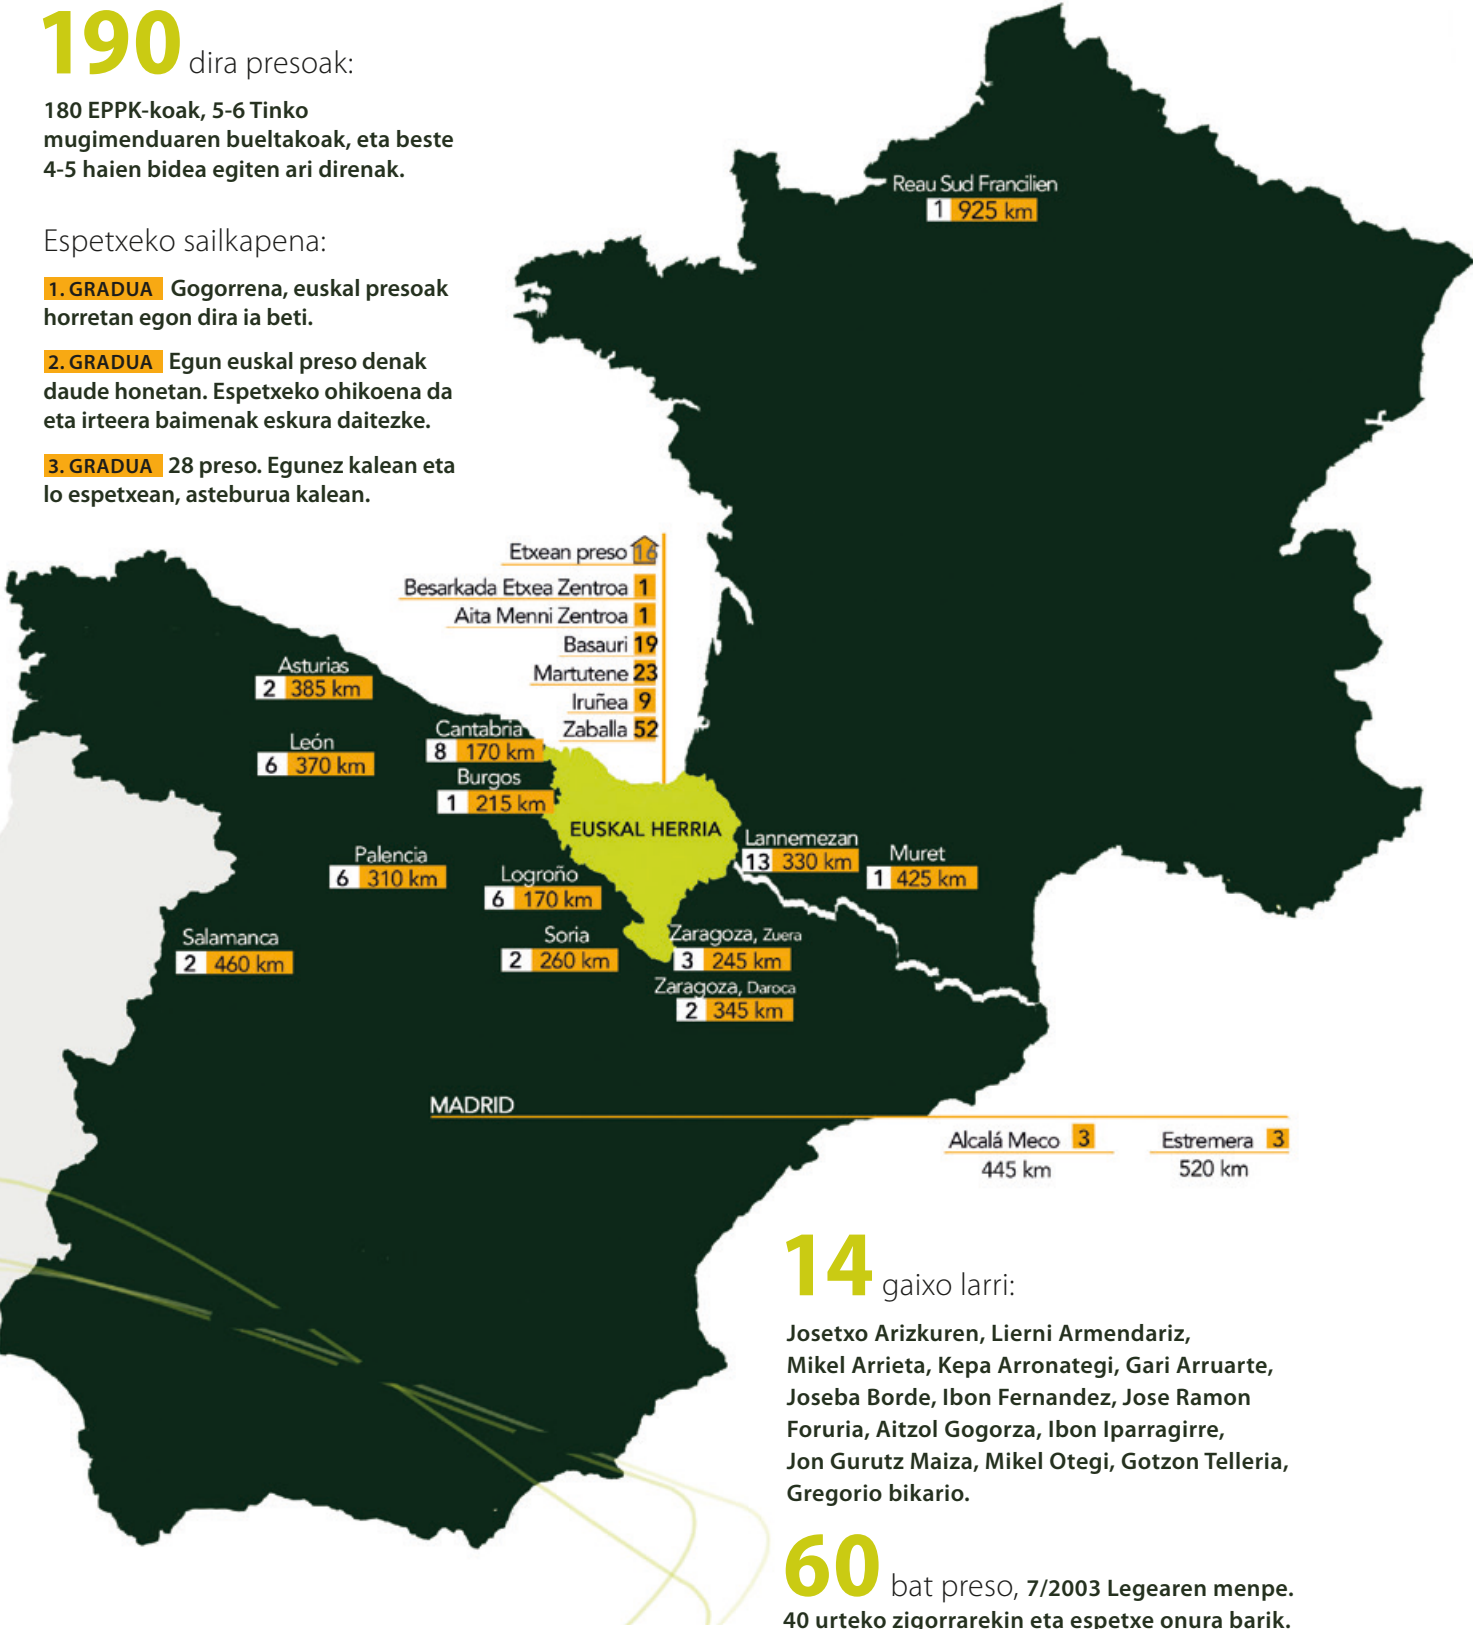 190 dira presoak:
180 EPPK-koak, 5-6 Tinko
mugimenduaren bueltakoak, eta beste
4-5 haien bidea egiten ari direnak.
Espetxeko sailkapena:
1. GRADUA Gogorrena, euskal presoak
horretan egon dira ia beti.
2. GRADUA Egun euskal preso denak
daude honetan. Espetxeko ohikoena da
eta irteera baimenak eskura daitezke.
3. GRADUA 28 preso. Egunez kalean eta
lo espetxean, asteburua kalean.
Reau Sud Francilien
1 925 km
Etxean preso 16
Besarkada Etxea Zentroa 1
Aita Menni Zentroa 1
Basauri 19
Martutene 23
Iruñea 9
Zaballa 52
Asturias
2 385 km
León
6 370 km
Cantabria
8 170 km
Burgos
1 215 km
EUSKAL HERRIA
Palencia
6 310 km
Logroño
6 170 km
Lannemezan
13 330 km
Muret
1 425 km
Salamanca
2 460 km
Soria
2 260 km
Zaragoza, Zuera
3 245 km
Zaragoza, Daroca
2 345 km
MADRID
Alcalá Meco 3
445 km
Estremera 3
520 km
14 gaixo larri:
Josetxo Arizkuren, Lierni Armendariz,
Mikel Arrieta, Kepa Arronategi, Gari Arruarte,
Joseba Borde, Ibon Fernandez, Jose Ramon
Foruria, Aitzol Gogorza, Ibon Iparragirre,
Jon Gurutz Maiza, Mikel Otegi, Gotzon Telleria,
Gregorio bikario.
60 bat preso, 7/2003 Legearen menpe.
40 urteko zigorrarekin eta espetxe onura barik.